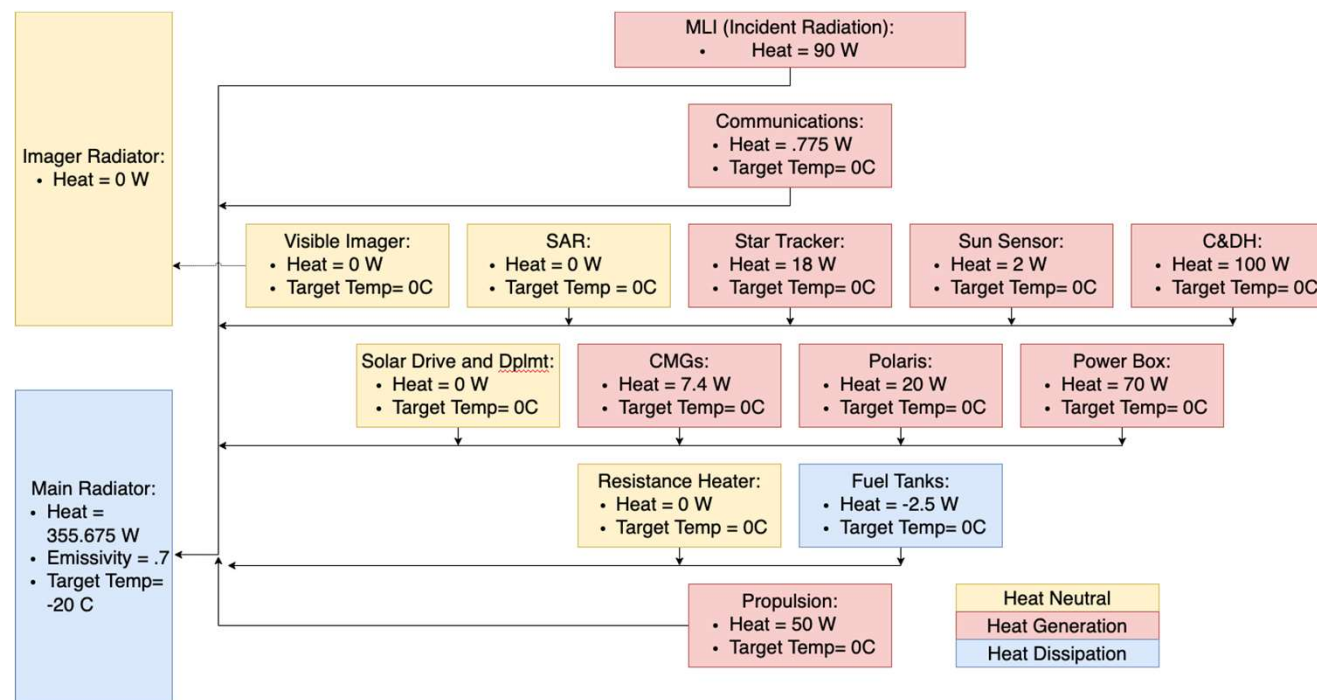 MLI (Incident Radiation):
• Heat = 90 W
Communications:
• Heat = .775 W
• Target Temp= 0C
Imager Radiator:
• Heat = 0 W
Visible Imager:
• Heat = 0 W
• Target Temp= 0C
SAR:
• Heat = 0 W
• Target Temp = 0C
Star Tracker:
• Heat = 18 W
• Target Temp= 0C
Sun Sensor:
• Heat = 2 W
• Target Temp= 0C
C&DH:
• Heat = 100 W
• Target Temp= 0C
Solar Drive and Dplmt:
• Heat = 0 W
• Target Temp= 0C
CMGs:
• Heat = 7.4 W
• Target Temp= 0C
Polaris:
• Heat = 20 W
• Target Temp= 0C
Power Box:
• Heat = 70 W
• Target Temp= 0C
Main Radiator:
• Heat =
355.675 W
• Emissivity = .7
• Target Temp=
-20 C
Resistance Heater:
• Heat = 0 W
• Target Temp = 0C
Fuel Tanks:
• Heat = -2.5 W
• Target Temp= 0C
Propulsion:
• Heat = 50 W
• Target Temp= 0C
Heat Neutral
Heat Generation
Heat Dissipation